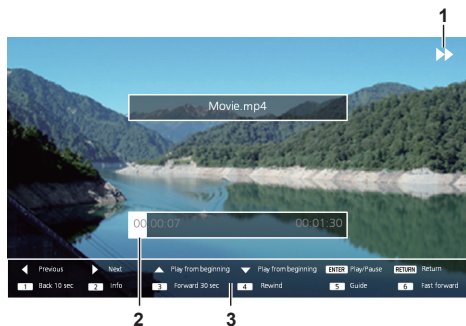 1
Movie.mp4
00:00:07 00:01:30
Previous Next Play from beginning Play from beginning ENTER Play/Pause RETURN Return
1 Back 10 sec 2 Info 3 Forward 30 sec 4 Rewind 5 Guide 6 Fast forward
2 3